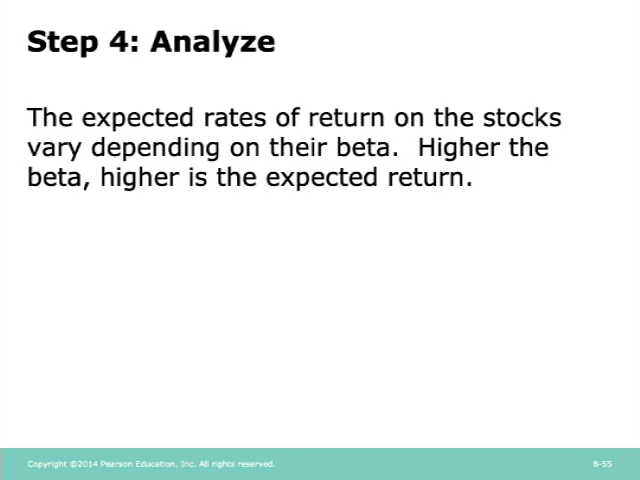 Step 4: Analyze
The expected rates of return on the stocks
vary depending on their beta.  Higher the
beta, higher is the expected return.
Copyright ©2014 Pearson Education, Inc. All rights reserved.
8-55